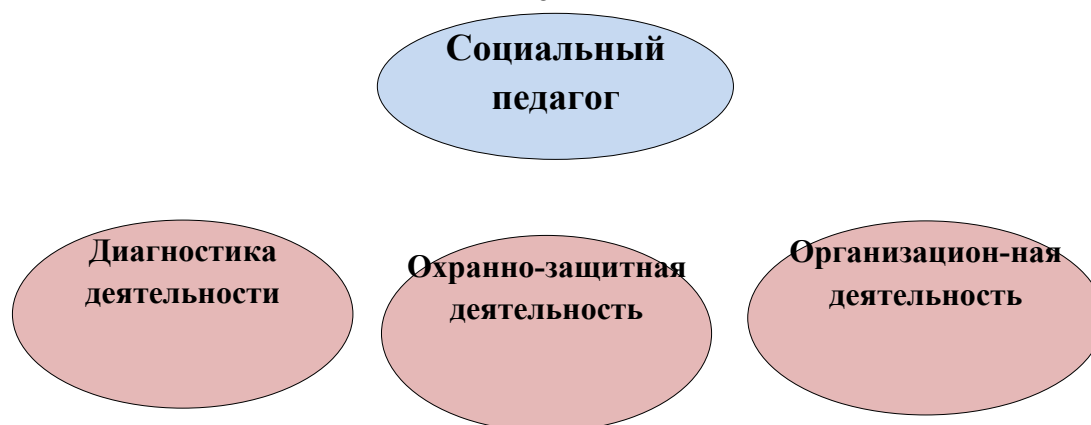 Социальный
педагог
Диагностика
деятельности
Охранно-защитная
деятельность
Организацион-ная
деятельность